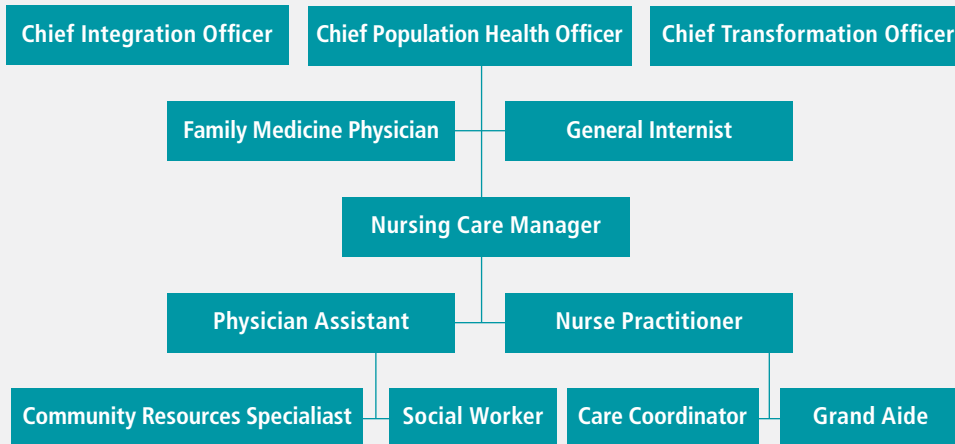 Chief Integration Officer
Chief Population Health Officer
Chief Transformation Officer
Family Medicine Physician
General Internist
Nursing Care Manager
Physician Assistant
Nurse Practitioner
Community Resources Specialiast
Social Worker
Care Coordinator
Grand Aide